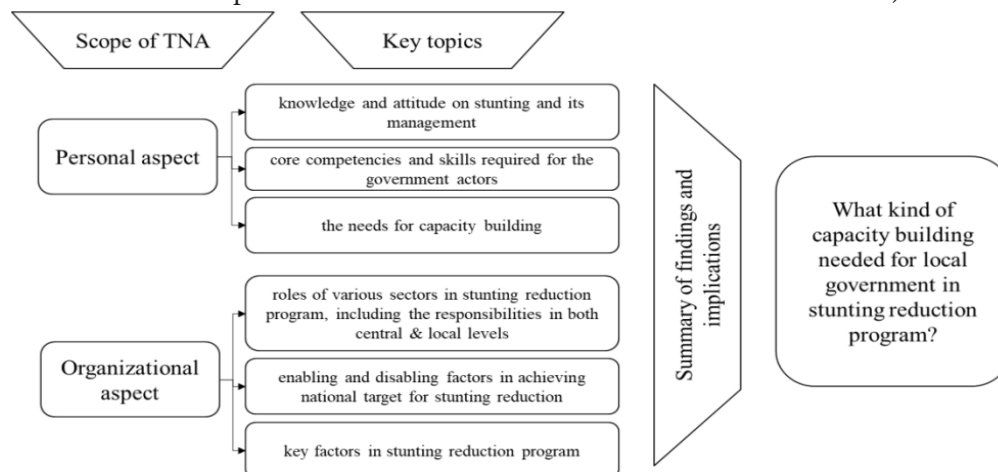 Scope of TNA
Key topics
Personal aspect
knowledge and attitude on stunting and its
management
core competencies and skills required for the
government actors
the needs for capacity building
Organizational
aspect
roles of various sectors in stunting reduction
program, including the responsibilities in both
central & local levels
enabling and disabling factors in achieving
national target for stunting reduction
key factors in stunting reduction program
Summary of findings and
implications
What kind of
capacity building
needed for local
government in
stunting reduction
program?